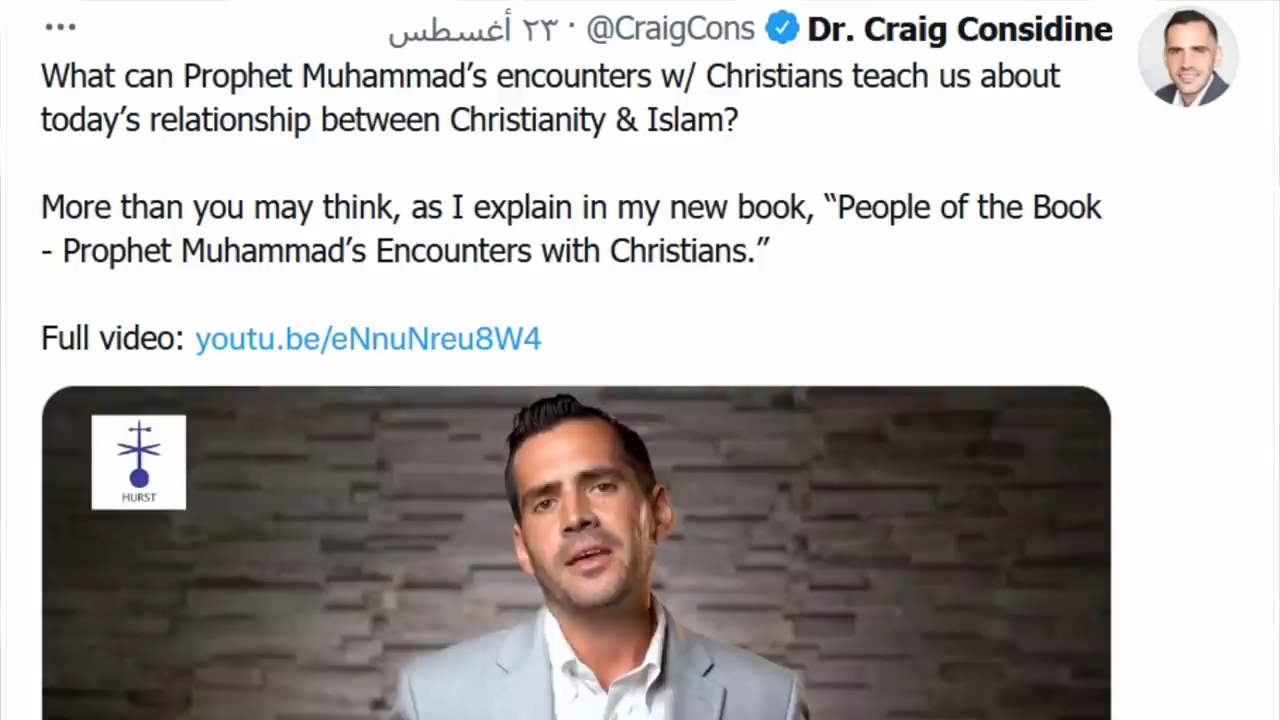 Dr. Craig Considine @CraigCons · ٢٣ أغسطس
What can Prophet Muhammad’s encounters w/ Christians teach us about
today’s relationship between Christianity & Islam?
More than you may think, as I explain in my new book, “People of the Book
- Prophet Muhammad’s Encounters with Christians.”
Full video: youtu.be/eNnuNreu8W4
HURST